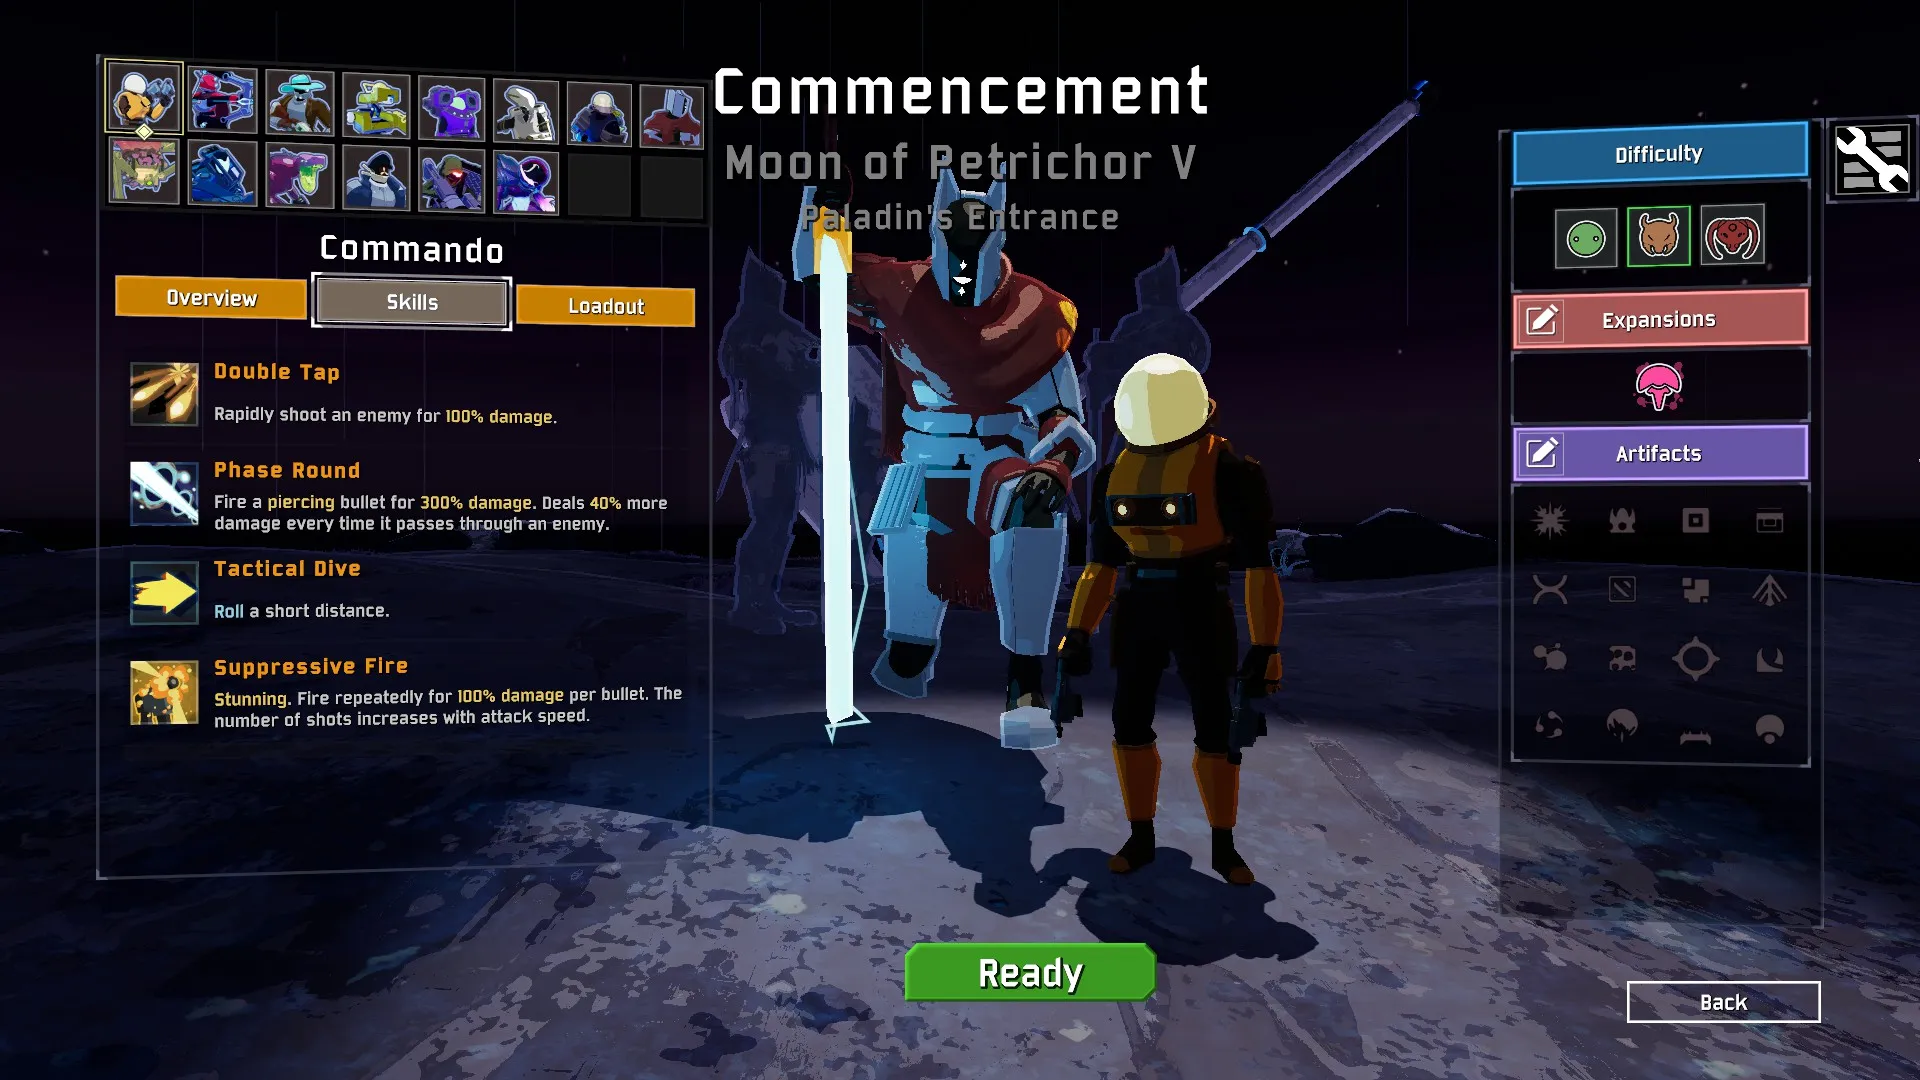 Commencement
Moon of Petrichor V
Paladin's Entrance
Commando
Overview
Skills
Loadout
Double Tap
Rapidly shoot an enemy for 100% damage.
Phase Round
Fire a piercing bullet for 300% damage. Deals 40% more
damage every time it passes through an enemy.
Tactical Dive
Roll a short distance.
Suppressive Fire
Stunning. Fire repeatedly for 100% damage per bullet. The
number of shots increases with attack speed.
Difficulty
Expansions
Artifacts
Ready
Back